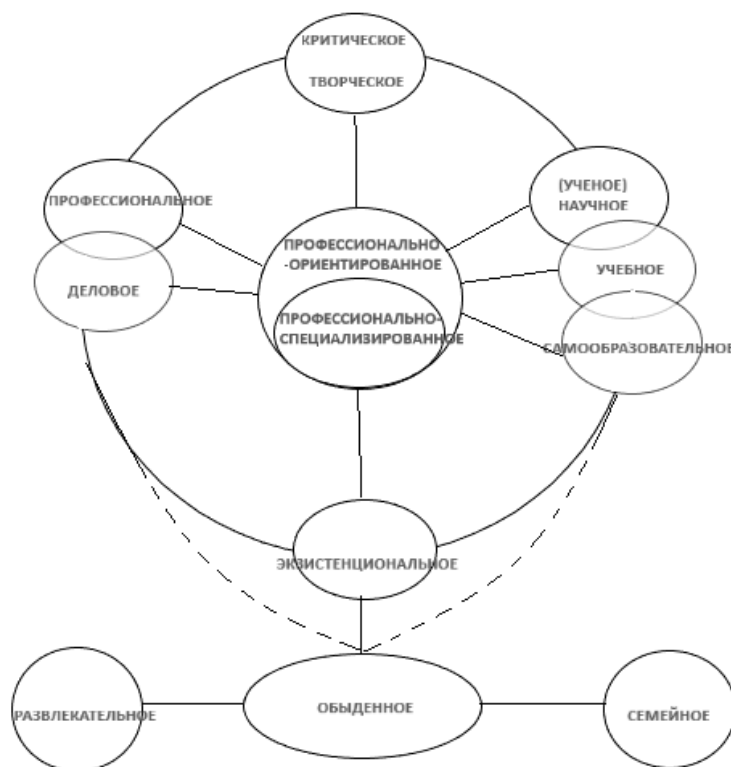 КРИТИЧЕСКОЕ
ТВОРЧЕСКОЕ
ПРОФЕССИОНАЛЬНОЕ
(УЧЕНОЕ)
НАУЧНОЕ
ПРОФЕССИОНАЛЬНО
-ОРИЕНТИРОВАННОЕ
ДЕЛОВОЕ
УЧЕБНОЕ
ПРОФЕССИОНАЛЬНО-
СПЕЦИАЛИЗИРОВАННОЕ
САМООБРАЗОВАТЕЛЬНОЕ
ЭКЗИСТЕНЦИОНАЛЬНОЕ
РАЗВЛЕКАТЕЛЬНОЕ
ОБЫДЕННОЕ
СЕМЕЙНОЕ